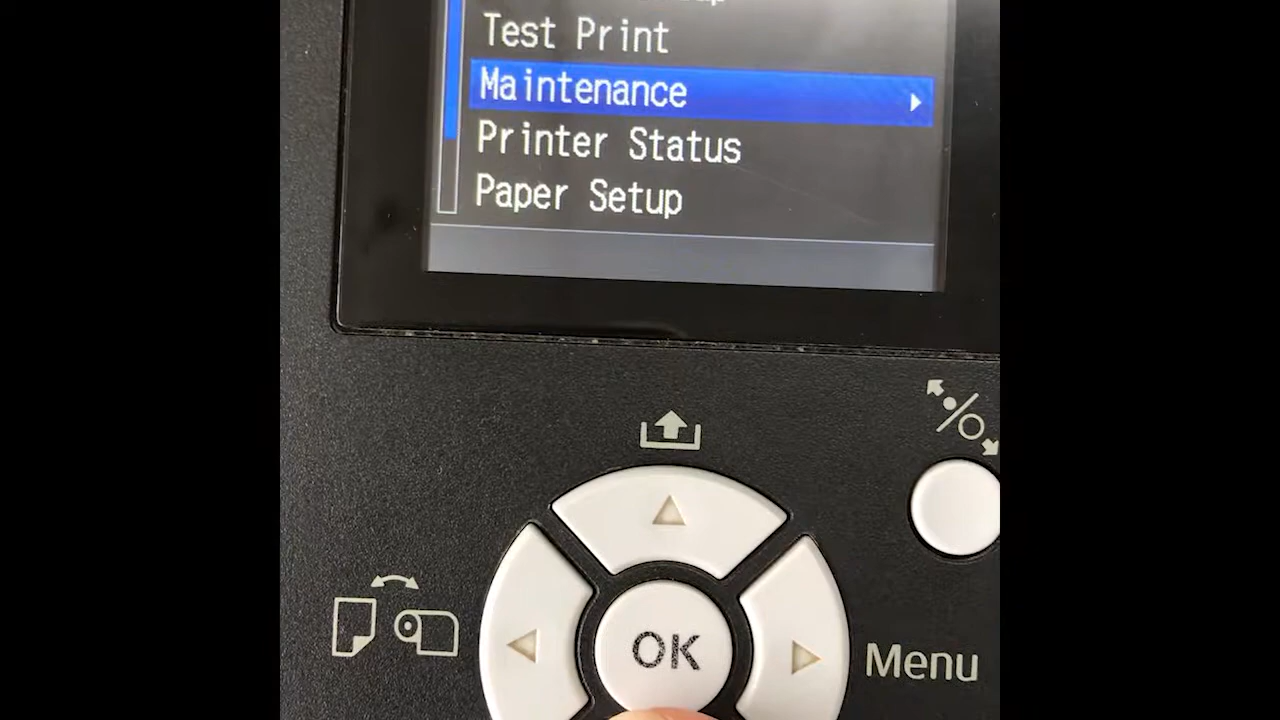 Test Print
Maintenance
Printer Status
Paper Setup
OK
Menu